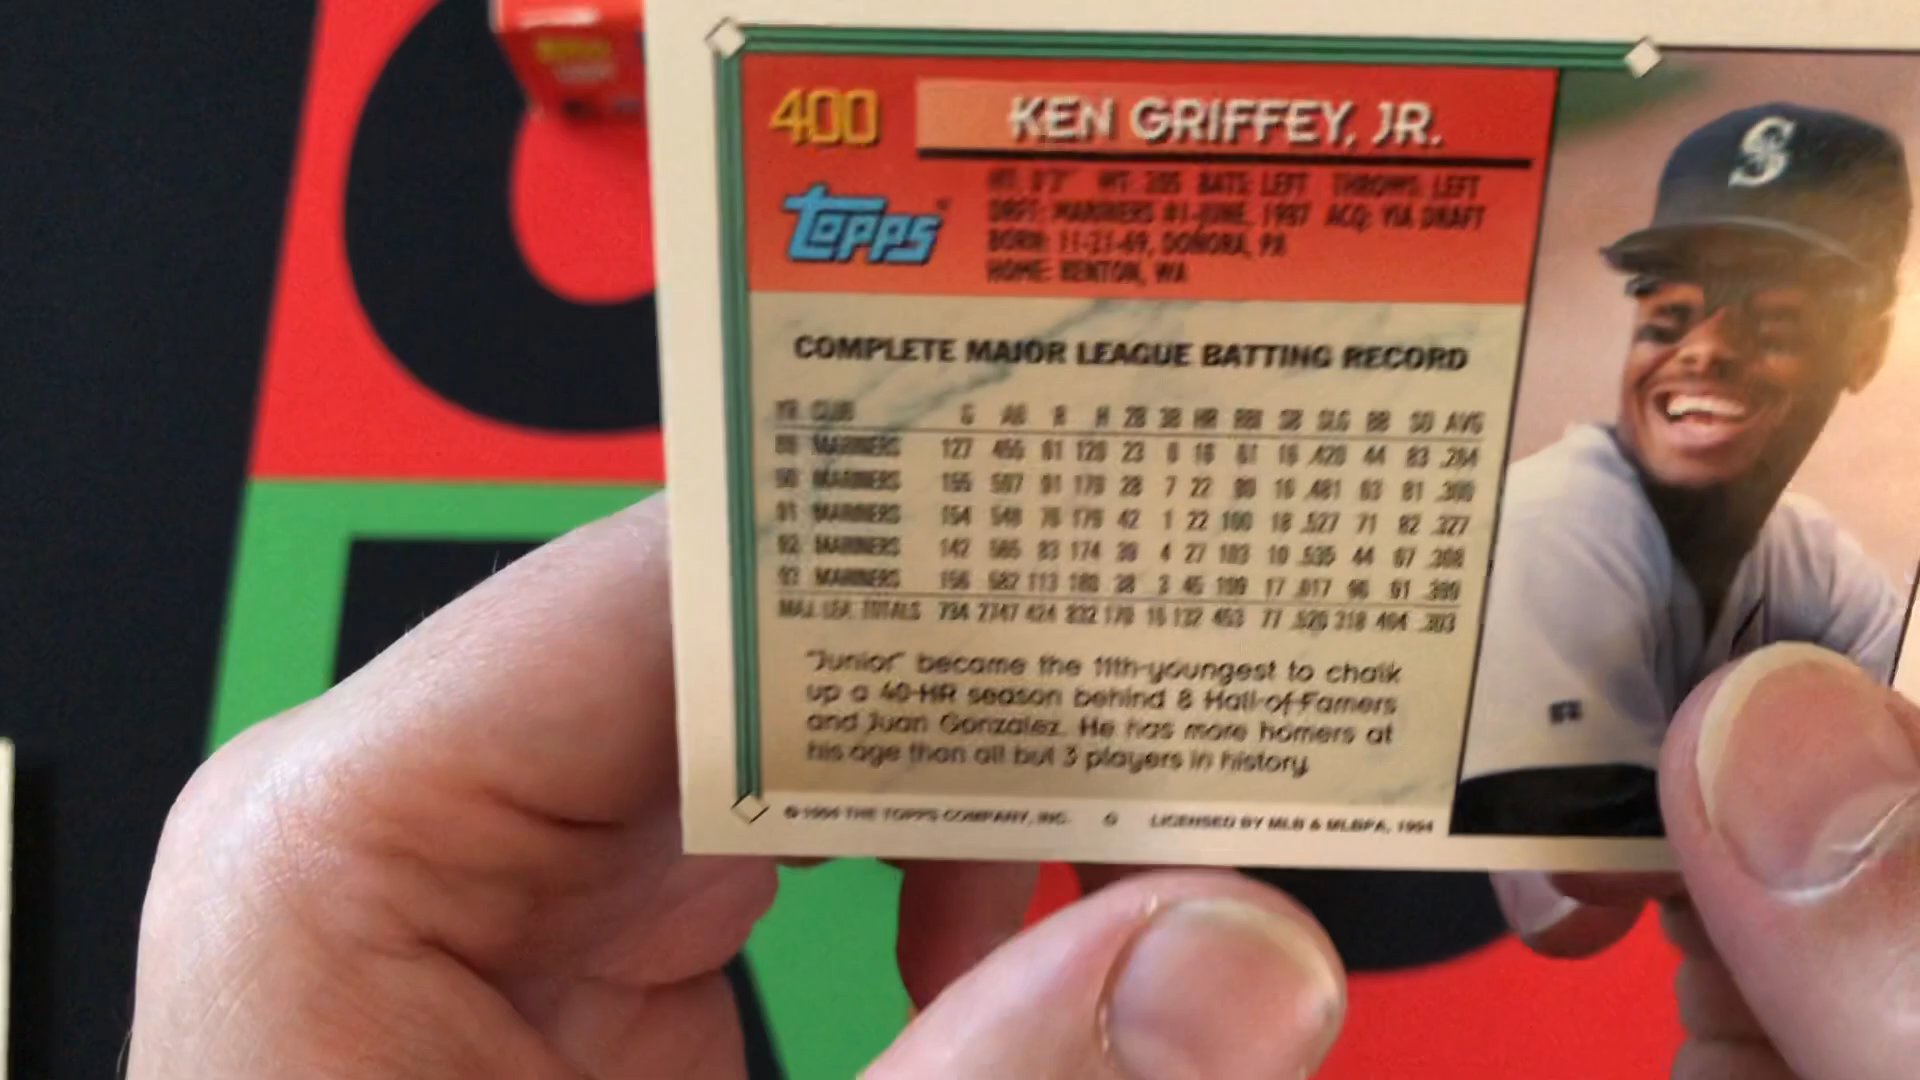 400
KEN GRIFFEY, JR.
topps
HT: 6'3" WT: 205 BATS: LEFT THROWS: LEFT
DRFT: MARINERS #1-JUNE, 1987 ACQ: VIA DRAFT
BORN: 11-21-69, DONORA, PA
HOME: RENTON, WA
COMPLETE MAJOR LEAGUE BATTING RECORD
YR CLUB G AB R H 2B 3B HR RBI SB SLG BB SO AVG
89 MARINERS 127 455 61 120 23 0 16 61 16 .420 44 83 .264
90 MARINERS 155 597 91 179 28 7 22 80 16 .481 63 81 .300
91 MARINERS 154 548 76 179 42 1 22 100 18 .527 71 82 .327
92 MARINERS 142 565 83 174 39 4 27 103 10 .535 44 67 .308
93 MARINERS 156 582 113 180 38 3 45 109 17 .617 96 91 .309
MAJ. LEA. TOTALS 734 2747 424 832 170 15 132 453 77 .520 318 404 .303
"Junior" became the 11th-youngest to chalk
up a 40-HR season behind 8 Hall-of-Famers
and Juan Gonzalez. He has more homers at
his age than all but 3 players in history.
© 1994 THE TOPPS COMPANY, INC. LICENSED BY MLB & MLBPA, 1994
S